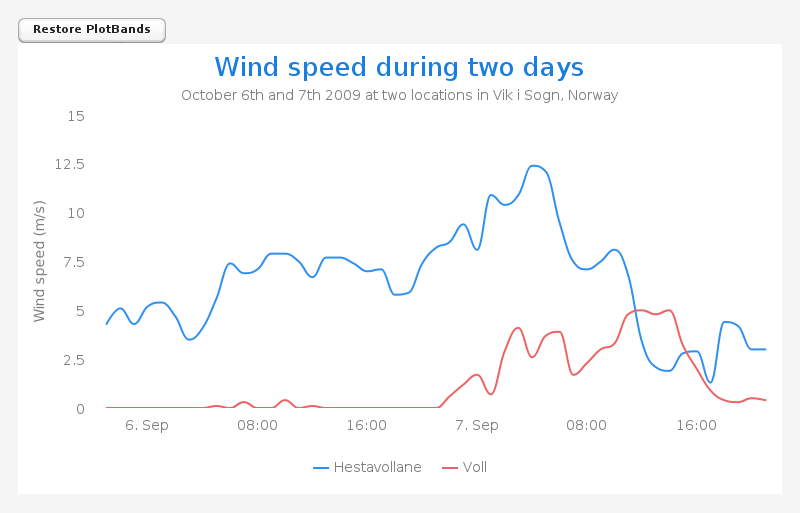 Restore PlotBands
Wind speed during two days
October 6th and 7th 2009 at two locations in Vik i Sogn, Norway
Wind speed (m/s)
15
12.5
10
7.5
5
2.5
0
6. Sep 08:00 16:00 7. Sep 08:00 16:00
Hestavollane Voll